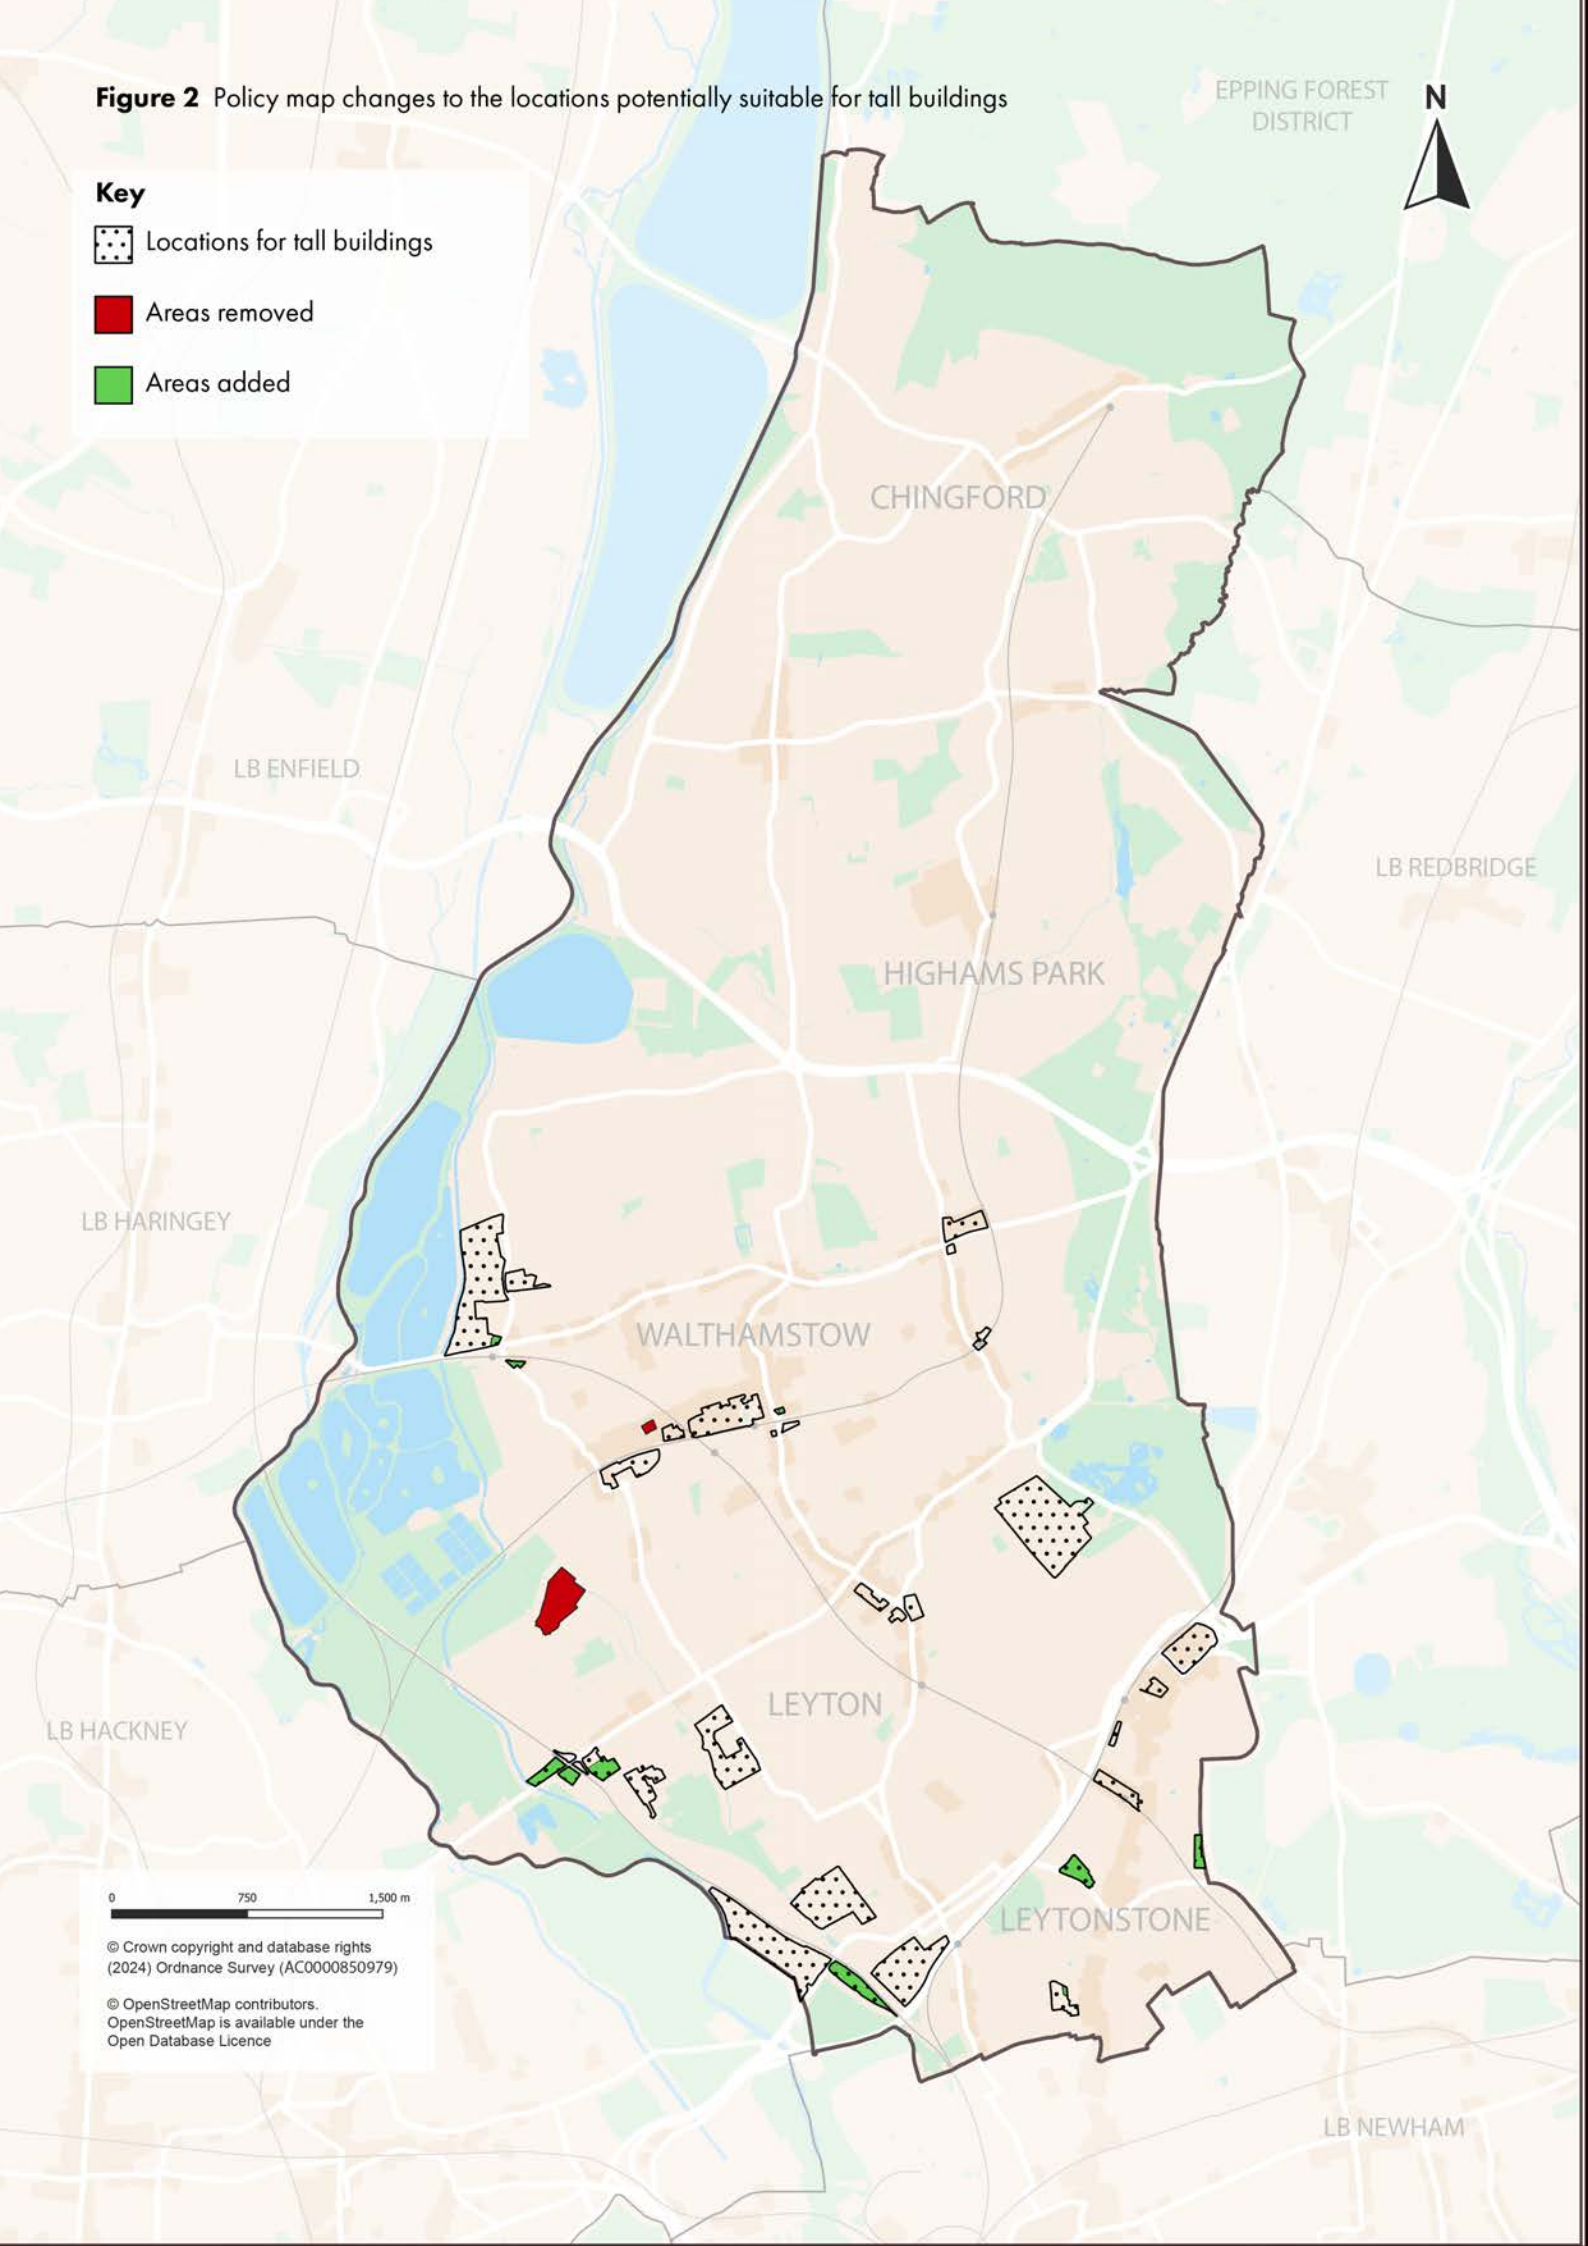 Figure 2 Policy map changes to the locations potentially suitable for tall buildings
EPPING FOREST
DISTRICT
N
Key
Locations for tall buildings
Areas removed
Areas added
CHINGFORD
LB ENFIELD
LB REDBRIDGE
HIGHAMS PARK
LB HARINGEY
WALTHAMSTOW
LEYTON
LB HACKNEY
LEYTONSTONE
0 750 1,500 m
© Crown copyright and database rights
(2024) Ordnance Survey (AC0000850979)
© OpenStreetMap contributors.
OpenStreetMap is available under the
Open Database Licence
LB NEWHAM